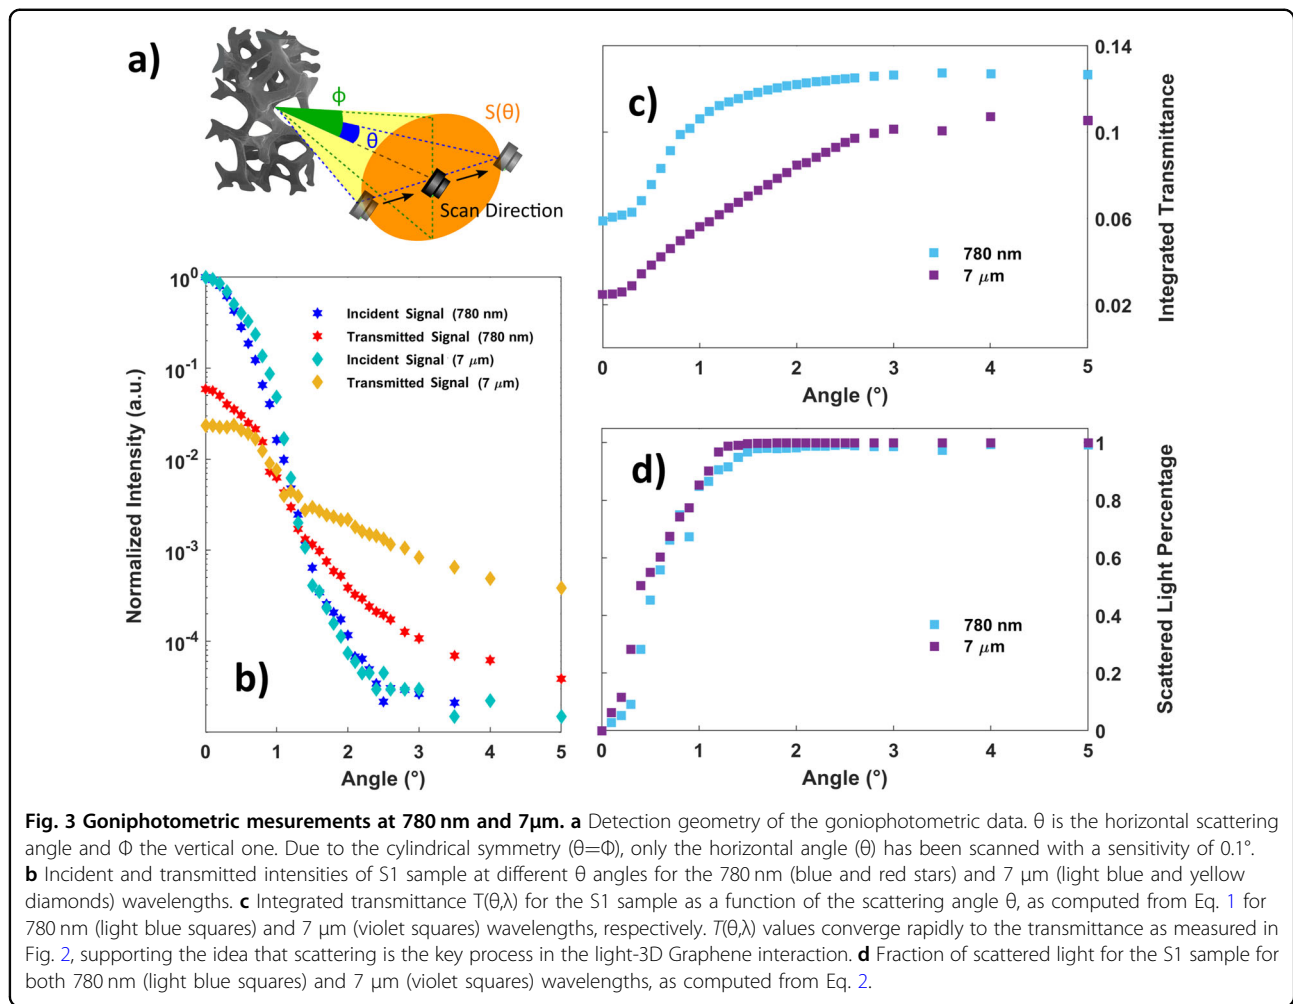 a)
ϕ
θ
S(θ)
Scan Direction
b)
Normalized Intensity (a.u.)
10^0
10^-1
10^-2
10^-3
10^-4
Incident Signal (780 nm)
Transmitted Signal (780 nm)
Incident Signal (7 μm)
Transmitted Signal (7 μm)
0 1 2 3 4 5
Angle (°)
c)
0.14
0.1
0.06
0.02
Integrated Transmittance
780 nm
7 μm
0 1 2 3 4 5
Angle (°)
d)
1
0.8
0.6
0.4
0.2
0
Scattered Light Percentage
780 nm
7 μm
0 1 2 3 4 5
Angle (°)
Fig. 3 Goniphotometric mesurements at 780 nm and 7μm. a Detection geometry of the goniophotometric data. θ is the horizontal scattering
angle and Φ the vertical one. Due to the cylindrical symmetry (θ=Φ), only the horizontal angle (θ) has been scanned with a sensitivity of 0.1°.
b Incident and transmitted intensities of S1 sample at different θ angles for the 780 nm (blue and red stars) and 7 μm (light blue and yellow
diamonds) wavelengths. c Integrated transmittance T(θ,λ) for the S1 sample as a function of the scattering angle θ, as computed from Eq. 1 for
780 nm (light blue squares) and 7 μm (violet squares) wavelengths, respectively. T(θ,λ) values converge rapidly to the transmittance as measured in
Fig. 2, supporting the idea that scattering is the key process in the light-3D Graphene interaction. d Fraction of scattered light for the S1 sample for
both 780 nm (light blue squares) and 7 μm (violet squares) wavelengths, as computed from Eq. 2.